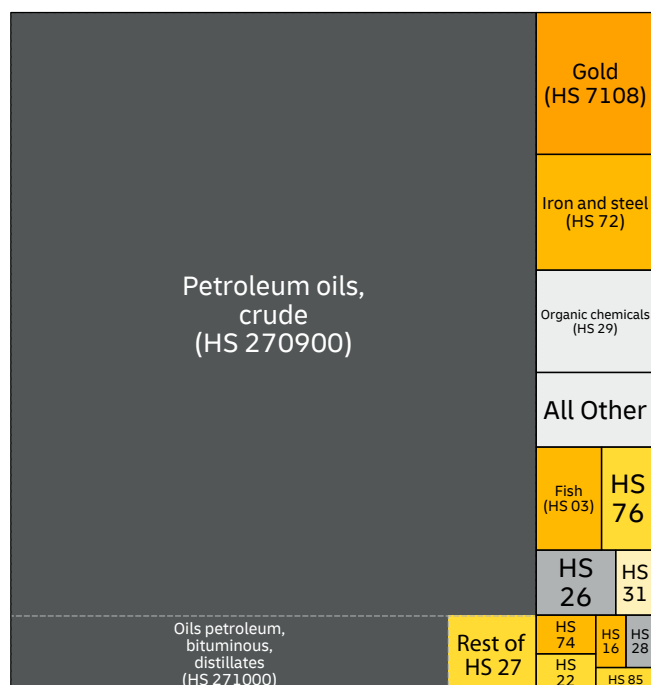 Gold
(HS 7108)
Iron and steel
(HS 72)
Petroleum oils,
crude
(HS 270900)
Organic chemicals
(HS 29)
All Other
Fish
(HS 03)
HS
76
HS
26
HS
31
Oils petroleum,
bituminous,
distillates
(HS 271000)
Rest of
HS 27
HS
74
HS
16
HS
28
HS
22
HS 85